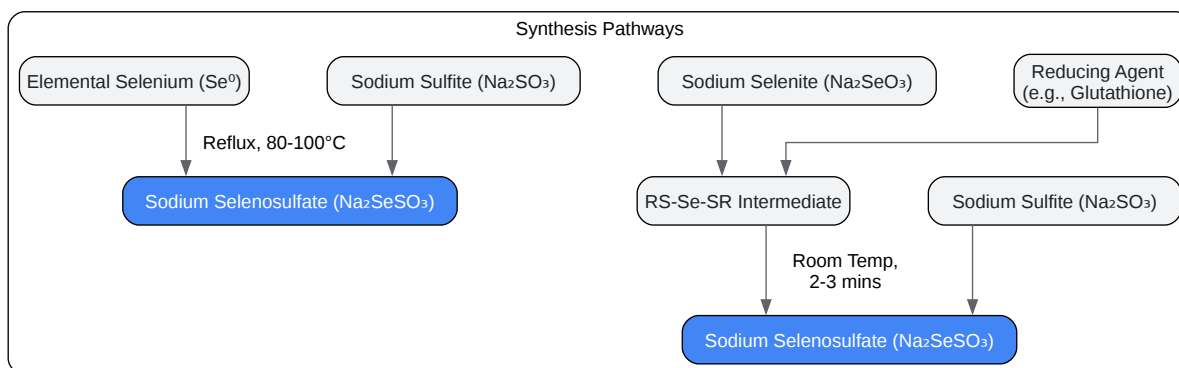 Synthesis Pathways
Elemental Selenium (Se⁰)
Sodium Sulfite (Na₂SO₃)
Sodium Selenite (Na₂SeO₃)
Reducing Agent
(e.g., Glutathione)
Reflux, 80-100°C
Sodium Selenosulfate (Na₂SeSO₃)
RS-Se-SR Intermediate
Sodium Sulfite (Na₂SO₃)
Room Temp,
2-3 mins
Sodium Selenosulfate (Na₂SeSO₃)